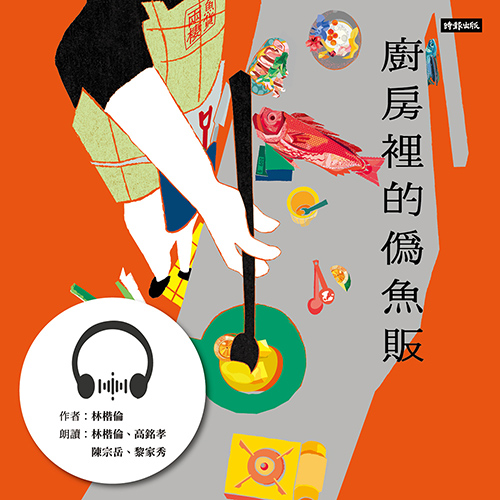 時報出版
廚房裡的偽魚販
作者：林楷倫
朗讀：林楷倫、高銘孝
陳宗岳、黎家秀